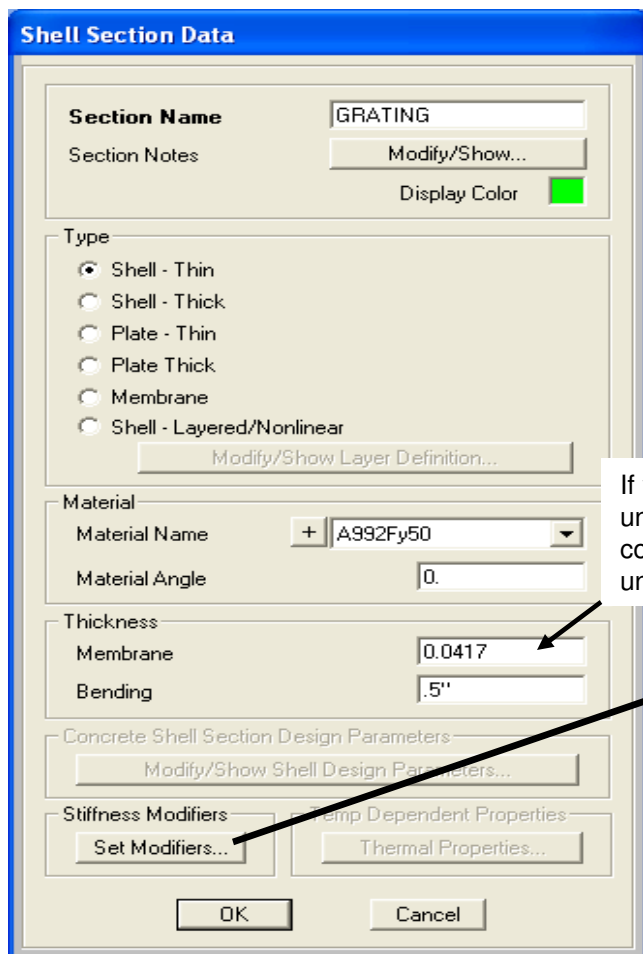 Shell Section Data
Section Name GRATING
Section Notes Modify/Show...
Display Color
Type
Shell - Thin
Shell - Thick
Plate - Thin
Plate Thick
Membrane
Shell - Layered/Nonlinear
Modify/Show Layer Definition...
Material
Material Name + A992Fy50
Material Angle 0.
If
Thickness
Membrane 0.0417
Bending .5"
Concrete Shell Section Design Parameters
Modify/Show Shell Design Parameters...
Stiffness Modifiers Temp Dependent Properties
Set Modifiers... Thermal Properties...
OK Cancel